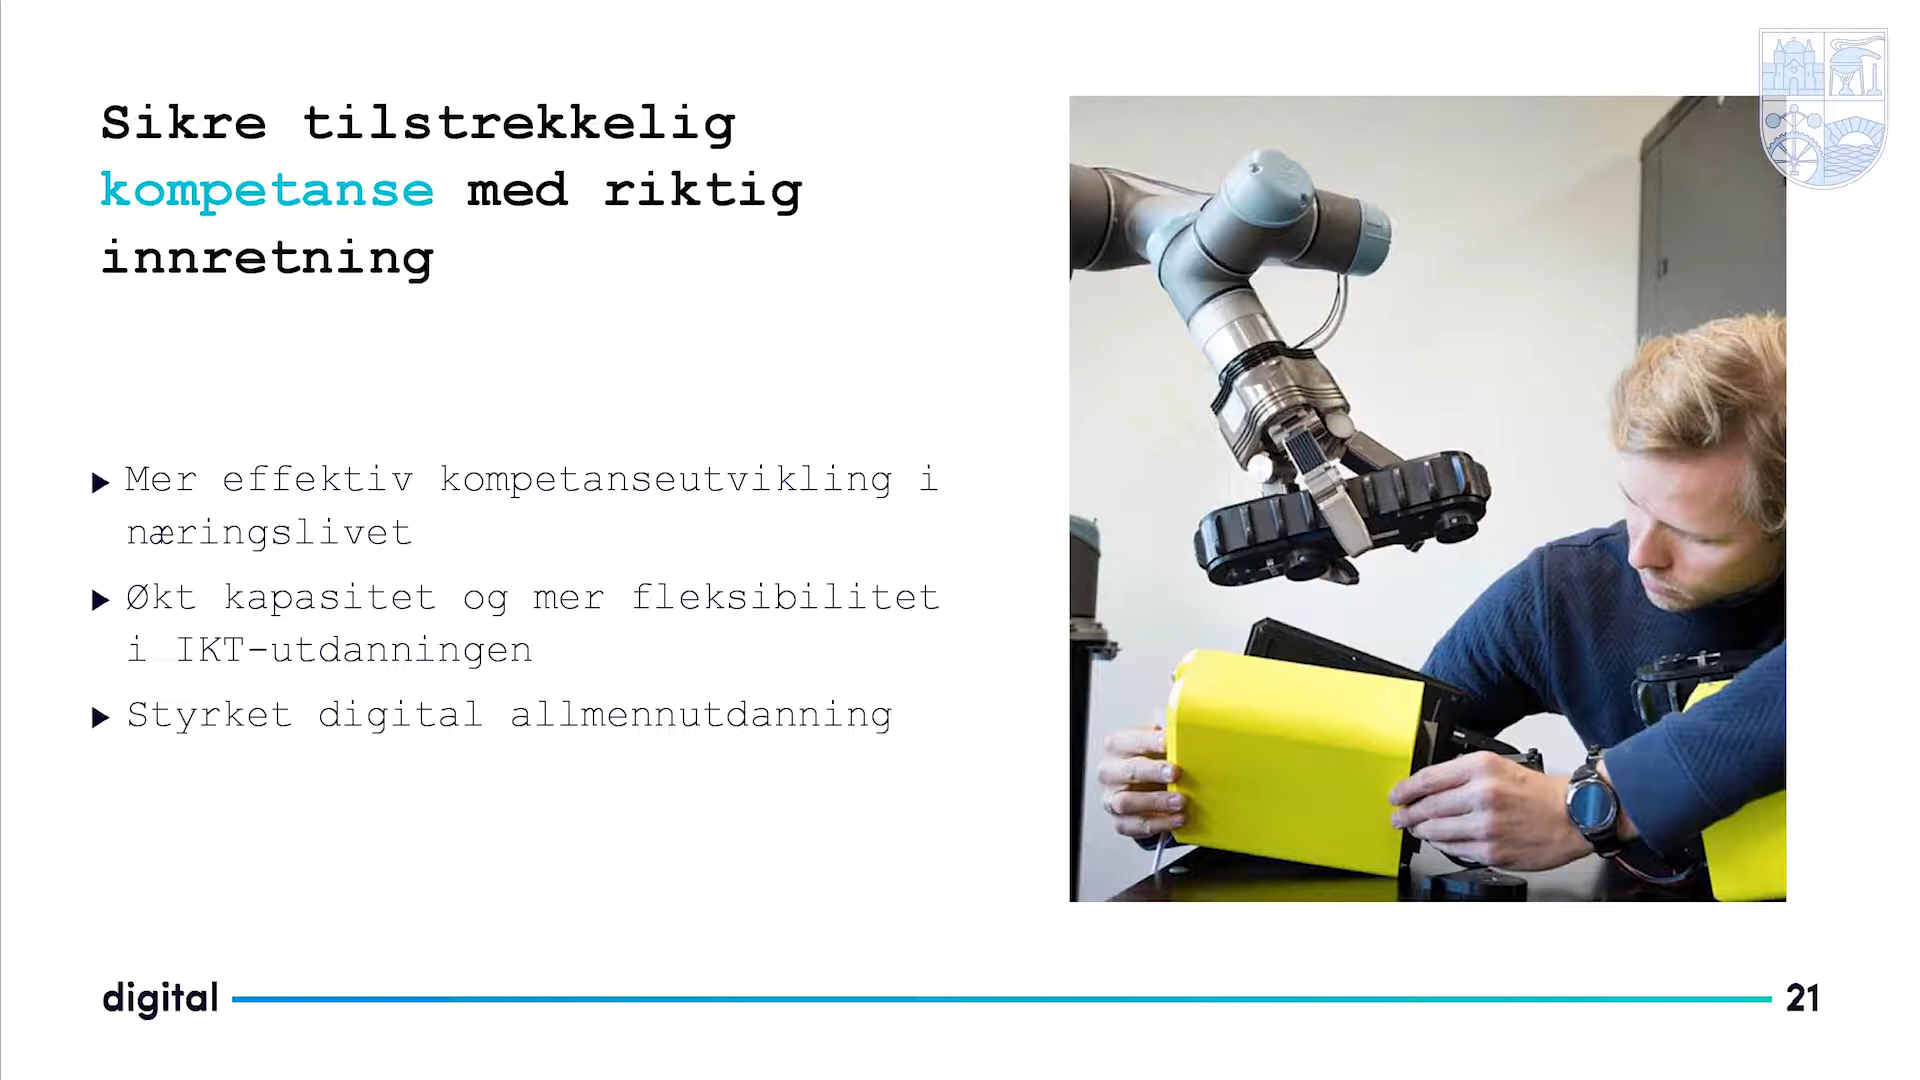 Sikre tilstrekkelig
kompetanse med riktig
innretning
Mer effektiv kompetanseutvikling i
næringslivet
Økt kapasitet og mer fleksibilitet
i IKT-utdanningen
Styrket digital allmennutdanning
digital
21